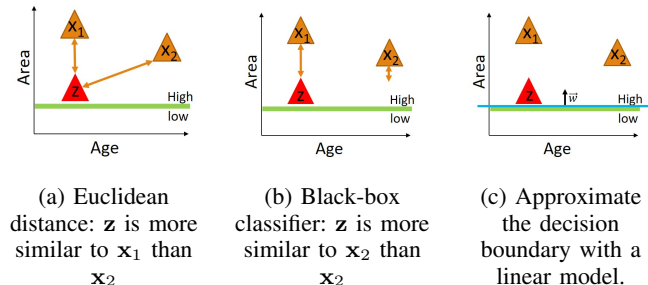 Area
x₁
x₂
z
High
low
Age
Area
x₁
x₂
z
High
low
Age
Area
x₁
x₂
z
w⃗
High
low
Age
(a) Euclidean
distance: z is more
similar to x₁ than
x₂
(b) Black-box
classifier: z is more
similar to x₂ than
x₂
(c) Approximate
the decision
boundary with a
linear model.